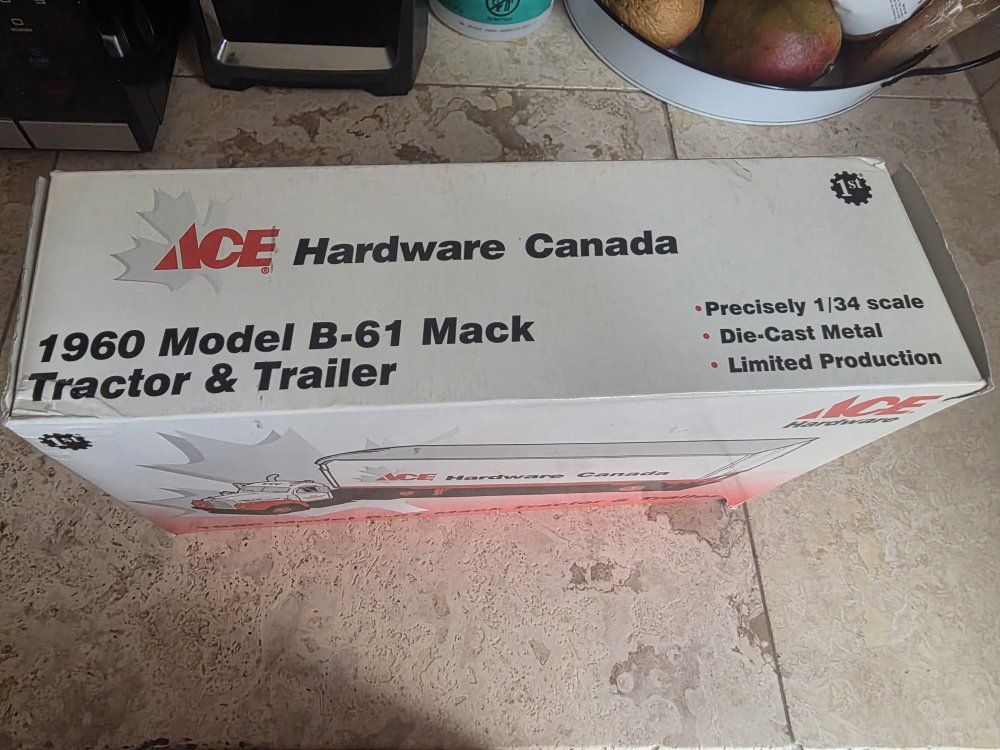 1st
ACE® Hardware Canada
1960 Model B-61 Mack
Tractor & Trailer
•Precisely 1/34 scale
• Die-Cast Metal
• Limited Production
1st
ACE
Hardware
ACE Hardware Canada